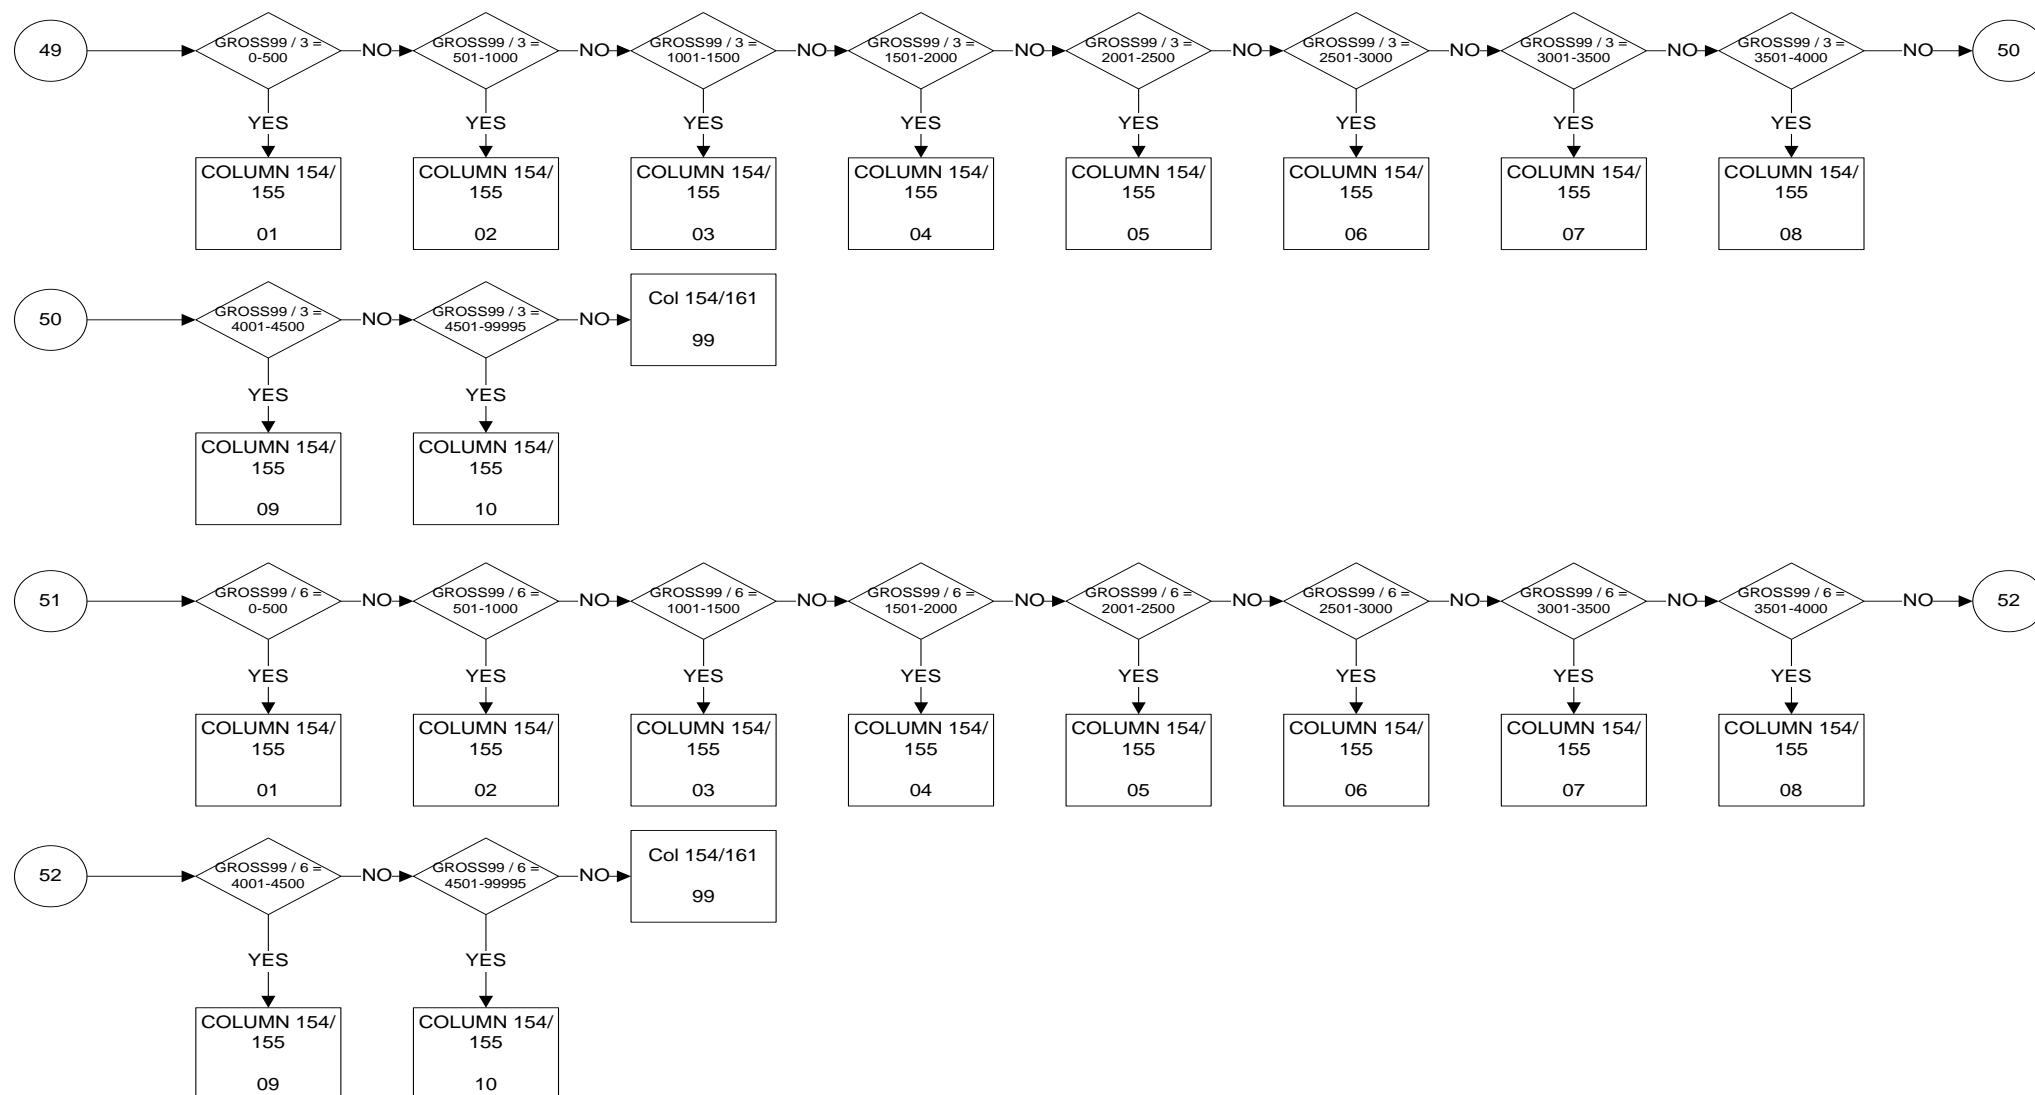 49
GROSS99 / 3 =
0-500
NO
GROSS99 / 3 =
501-1000
NO
GROSS99 / 3 =
1001-1500
NO
GROSS99 / 3 =
1501-2000
NO
GROSS99 / 3 =
2001-2500
NO
GROSS99 / 3 =
2501-3000
NO
GROSS99 / 3 =
3001-3500
NO
GROSS99 / 3 =
3501-4000
NO
50
YES
YES
YES
YES
YES
YES
YES
YES
COLUMN 154/
155
01
COLUMN 154/
155
02
COLUMN 154/
155
03
COLUMN 154/
155
04
COLUMN 154/
155
05
COLUMN 154/
155
06
COLUMN 154/
155
07
COLUMN 154/
155
08
50
GROSS99 / 3 =
4001-4500
NO
GROSS99 / 3 =
4501-99995
NO
Col 154/161
99
YES
YES
COLUMN 154/
155
09
COLUMN 154/
155
10
51
GROSS99 / 6 =
0-500
NO
GROSS99 / 6 =
501-1000
NO
GROSS99 / 6 =
1001-1500
NO
GROSS99 / 6 =
1501-2000
NO
GROSS99 / 6 =
2001-2500
NO
GROSS99 / 6 =
2501-3000
NO
GROSS99 / 6 =
3001-3500
NO
GROSS99 / 6 =
3501-4000
NO
52
YES
YES
YES
YES
YES
YES
YES
YES
COLUMN 154/
155
01
COLUMN 154/
155
02
COLUMN 154/
155
03
COLUMN 154/
155
04
COLUMN 154/
155
05
COLUMN 154/
155
06
COLUMN 154/
155
07
COLUMN 154/
155
08
52
GROSS99 / 6 =
4001-4500
NO
GROSS99 / 6 =
4501-99995
NO
Col 154/161
99
YES
YES
COLUMN 154/
155
09
COLUMN 154/
155
10